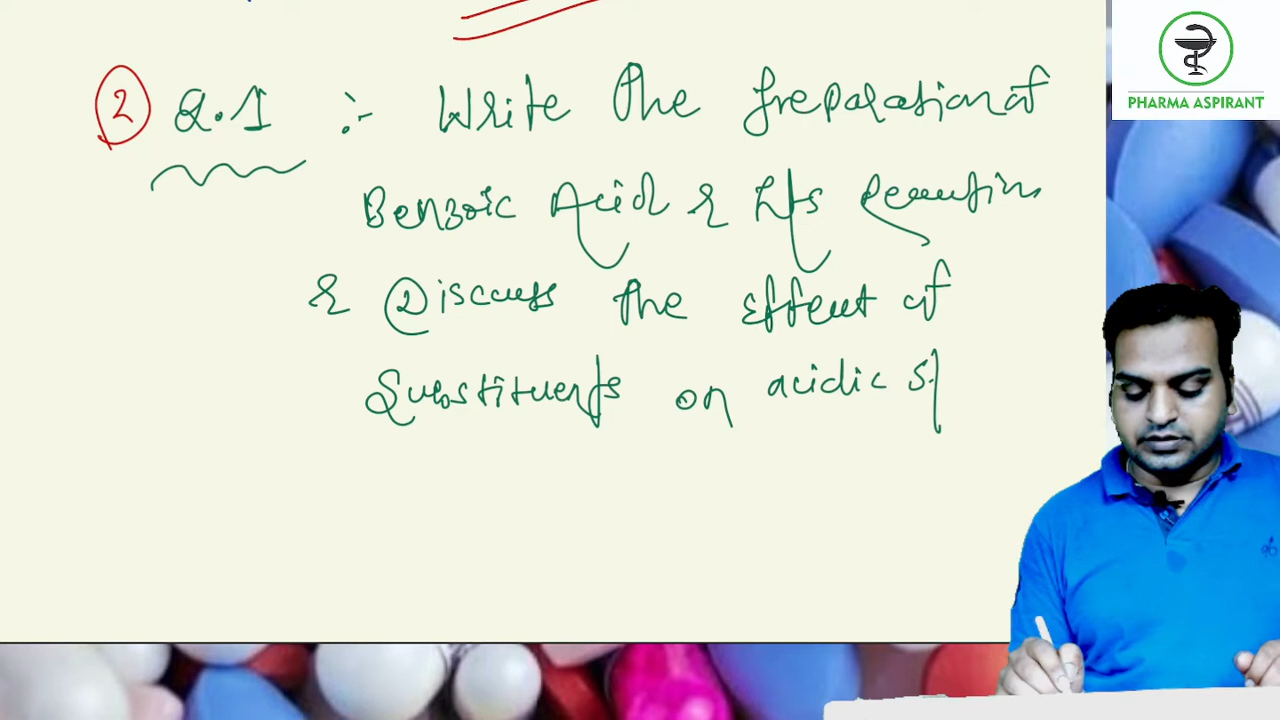 PHARMA ASPIRANT
2 Q.1 :- Write the Preparation of
Benzoic Acid & Its Reactions
& Discuss the effect of
Substituents on acidic st